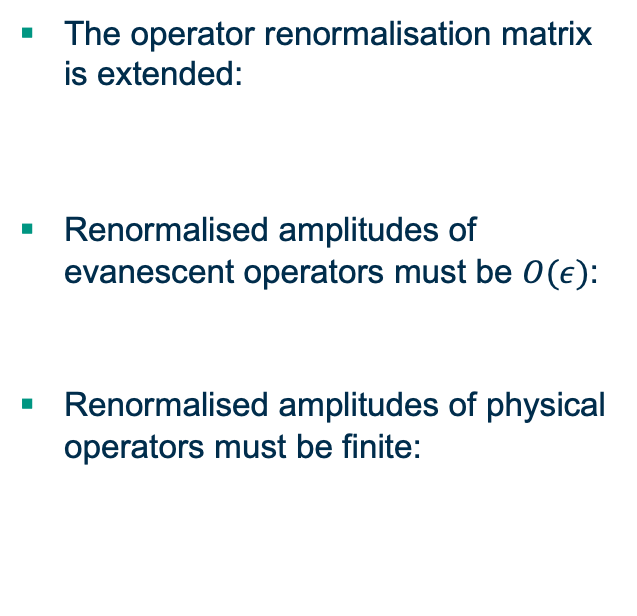 ▪ The operator renormalisation matrix
is extended:
▪ Renormalised amplitudes of
evanescent operators must be 𝑂(𝜖):
▪ Renormalised amplitudes of physical
operators must be finite: